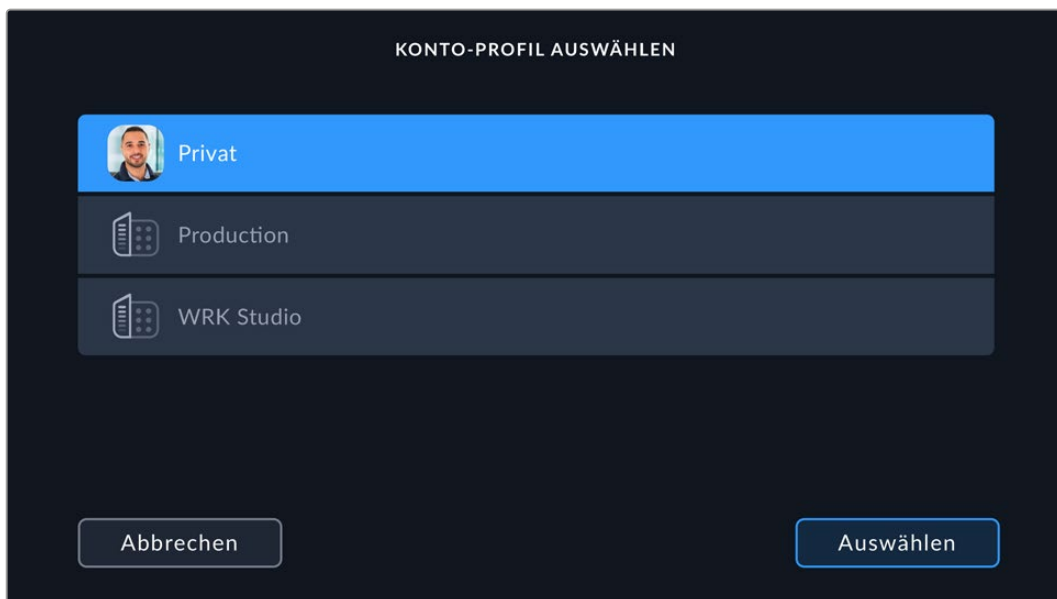 KONTO-PROFIL AUSWÄHLEN
Privat
Production
WRK Studio
Abbrechen
Auswählen